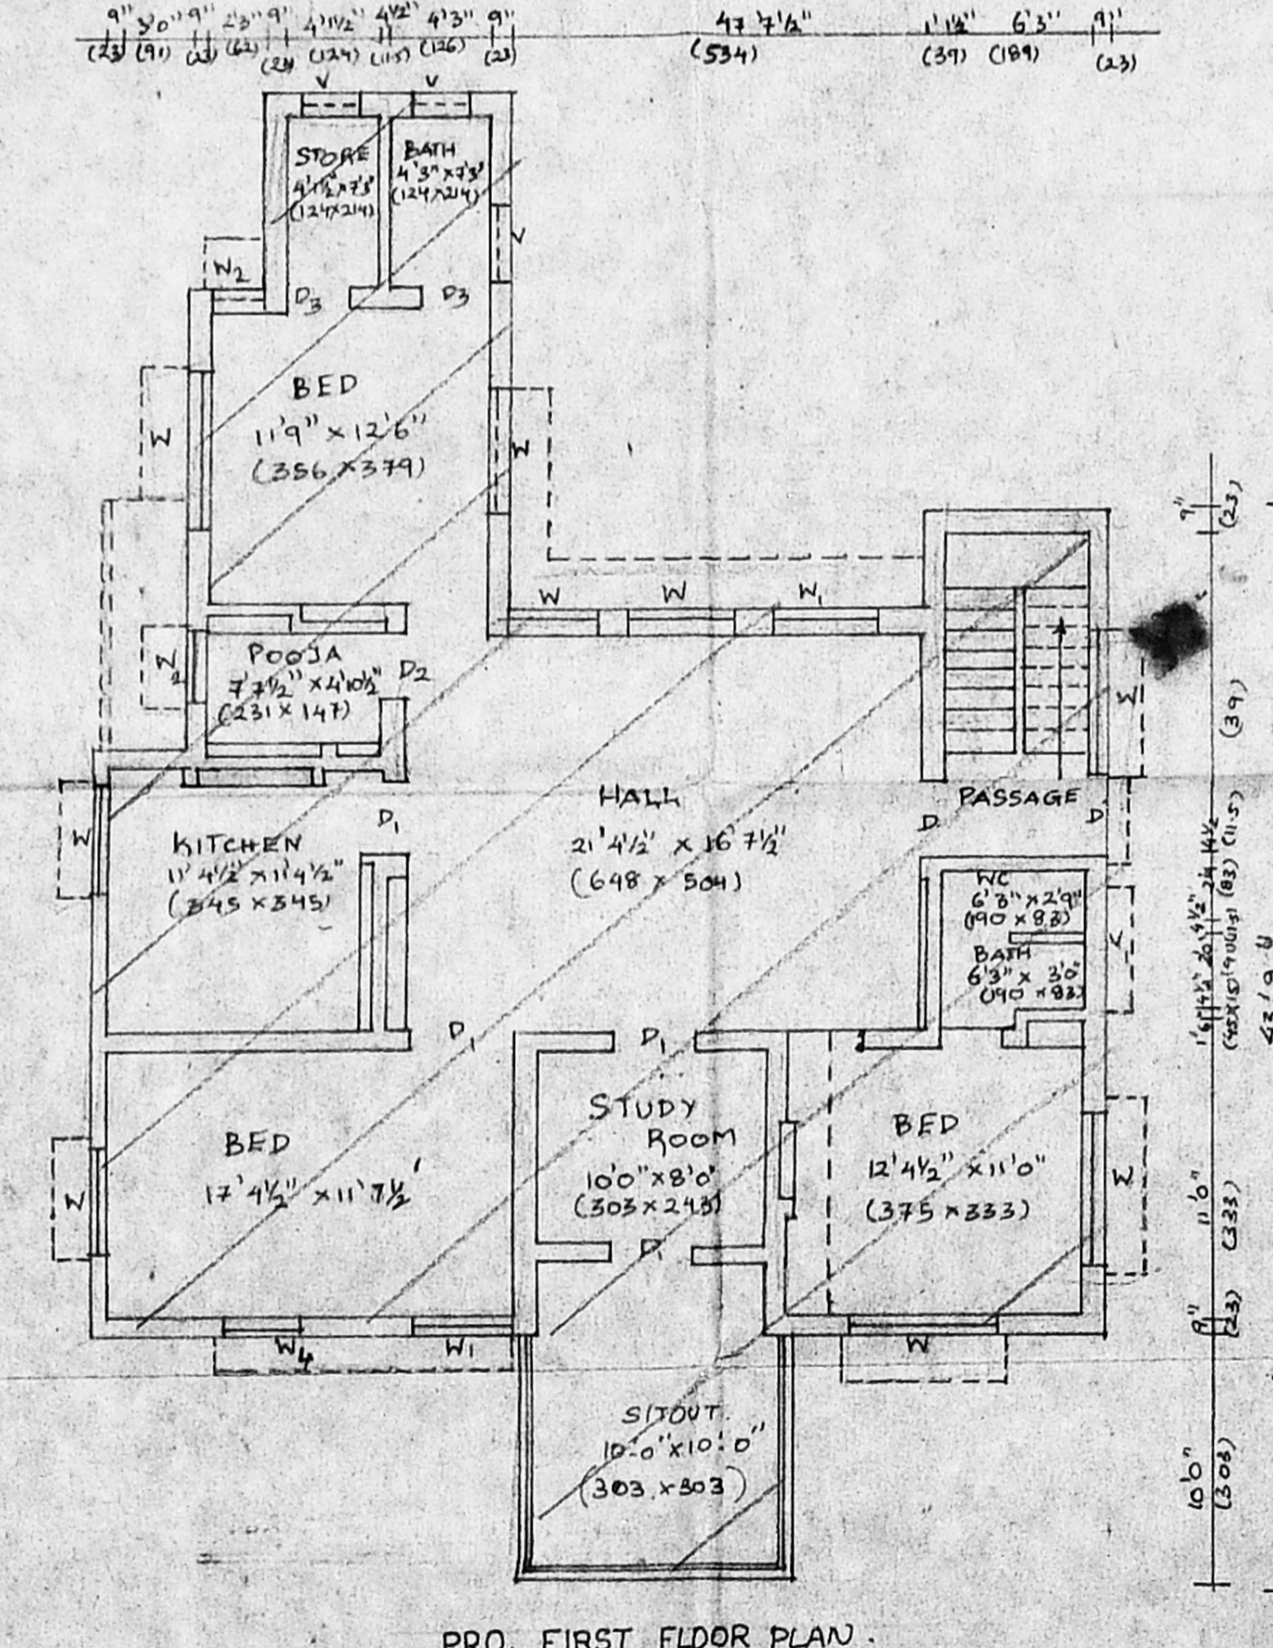 9" 3'0" 9" 2'3" 9" 4'1½" 4½" 4'3" 9" 47'7½" 1'1½" 6'3" 9"
(23) (91) (23) (62) (23) (124) (11.5) (126) (23) (534) (39) (189) (23)
V V
STORE
4'1½" x 7'3"
(124x214)
BATH
4'3" x 7'3"
(124x214)
V
W2
D3 D3
BED
11'9" x 12'6"
(356 x 379)
W W
9"
(23)
W W W1
POOJA
7'7½" x 4'10½"
(231 x 147)
W2 D2
W
(39)
HALL
21'4½" x 16'7½"
(648 x 504)
PASSAGE
D D
D1
W
KITCHEN
11'4½" x 11'4½"
(345 x 345)
WC
6'3" x 2'9"
(190 x 83)
BATH
6'3" x 3'0"
(190 x 83)
V
(83) (11.5)
D1 D1
BED
17'4½" x 11'7½"
W
STUDY
ROOM
10'0" x 8'0"
(303 x 243)
D1
BED
12'4½" x 11'0"
(375 x 333)
W
11'0"
(333)
9"
(23)
W4 W1 W
SITOUT.
10'-0" x 10'-0"
(303 x 303)
10'0"
(303)
PRO. FIRST FLOOR PLAN.